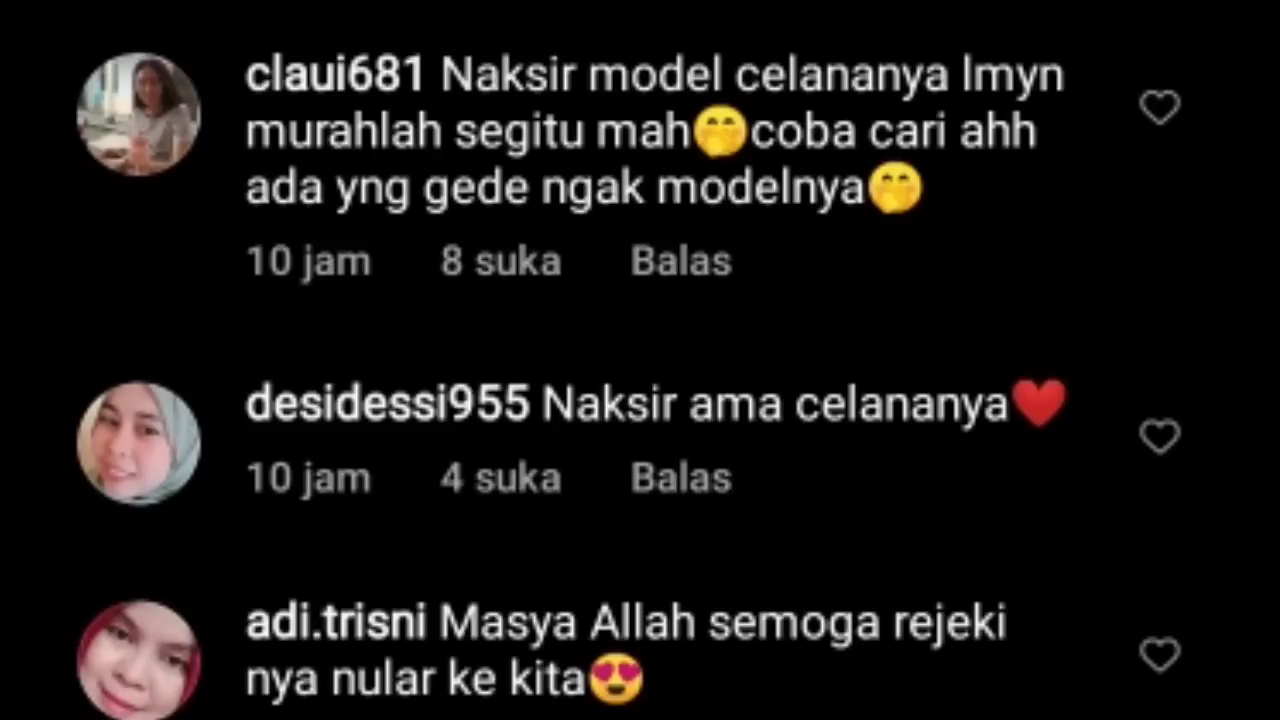 claui681 Naksir model celananya lmyn
murahlah segitu mah🤭coba cari ahh
ada yng gede ngak modelnya🤭
10 jam 8 suka Balas
desidessi955 Naksir ama celananya❤️
10 jam 4 suka Balas
adi.trisni Masya Allah semoga rejeki
nya nular ke kita😍